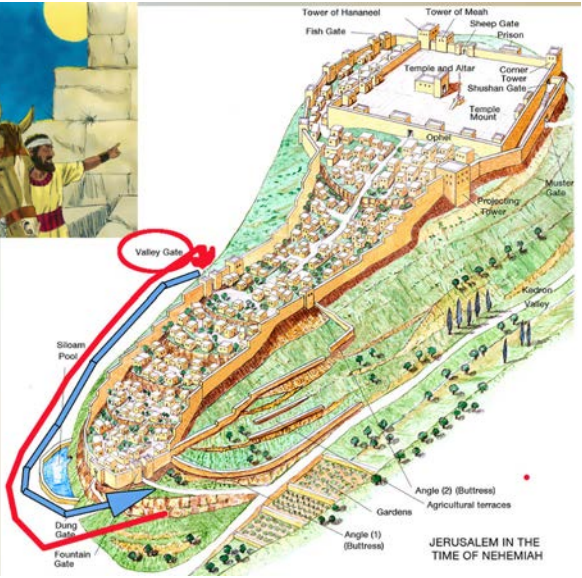 Tower of Hananeel
Tower of Meah
Sheep Gate
Prison
Fish Gate
Temple and Altar
Corner
Tower
Shushan Gate
Temple
Mount
Ophel
Muster
Gate
Projecting
Tower
Valley Gate
Kedron
Valley
Siloam
Pool
Angle (2) (Buttress)
Agricultural terraces
Gardens
Dung
Gate
Angle (1)
(Buttress)
Fountain
Gate
JERUSALEM IN THE
TIME OF NEHEMIAH